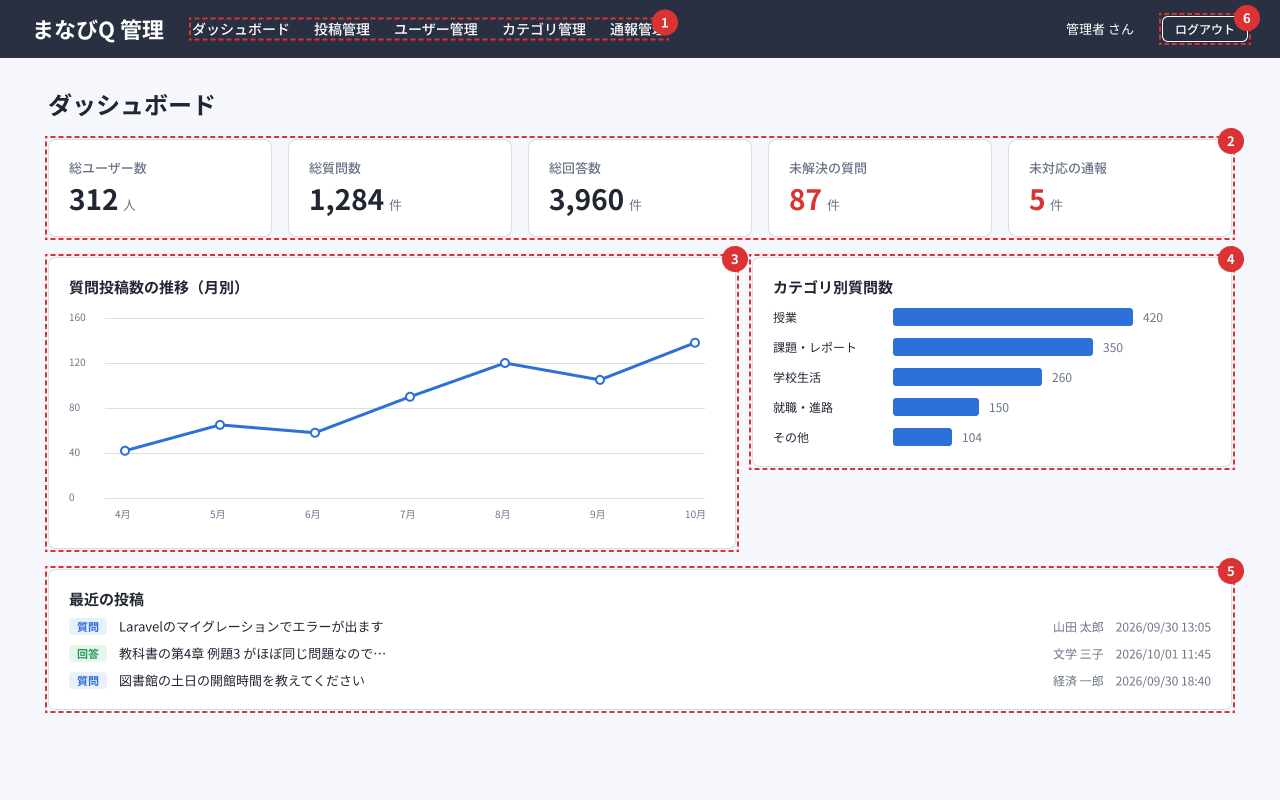 まなびQ 管理 ダッシュボード 投稿管理 ユーザー管理 カテゴリ管理 通報管 1 管理者 さん ログアウト 6
ダッシュボード
2
総ユーザー数 総質問数 総回答数 未解決の質問 未対応の通報
312 人 1,284 件 3,960 件 87 件 5 件
3
質問投稿数の推移（月別）
160
120
80
40
0
4月 5月 6月 7月 8月 9月 10月
4
カテゴリ別質問数
授業 420
課題・レポート 350
学校生活 260
就職・進路 150
その他 104
5
最近の投稿
質問 Laravelのマイグレーションでエラーが出ます 山田 太郎 2026/09/30 13:05
回答 教科書の第4章 例題3 がほぼ同じ問題なので… 文学 三子 2026/10/01 11:45
質問 図書館の土日の開館時間を教えてください 経済 一郎 2026/09/30 18:40